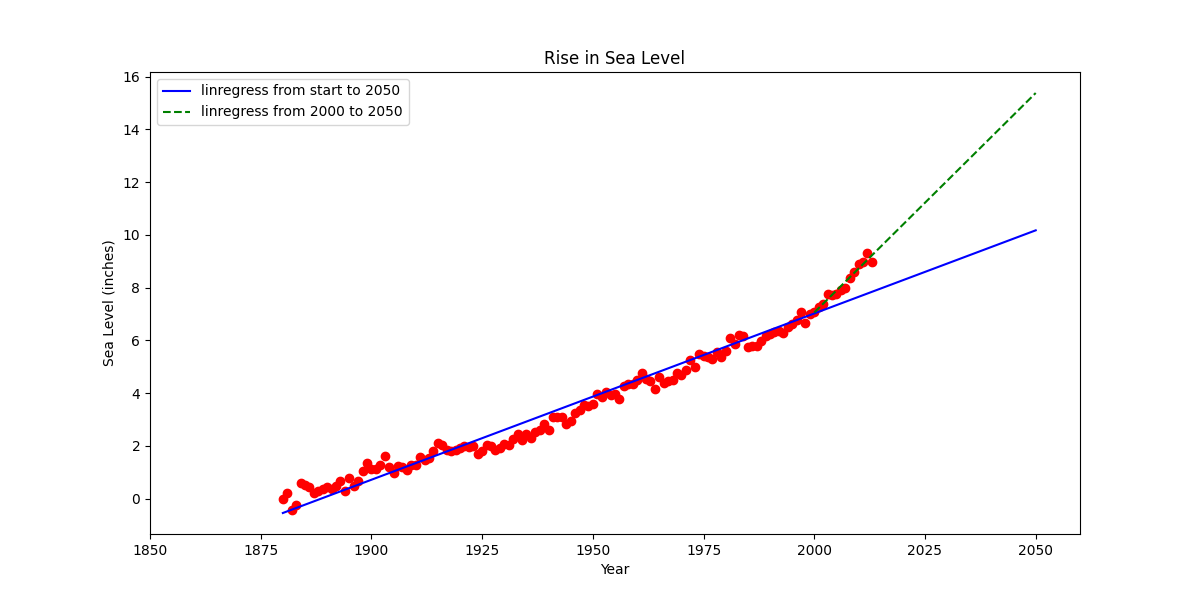 Rise in Sea Level
linregress from start to 2050
linregress from 2000 to 2050
Sea Level (inches)
16
14
12
10
8
6
4
2
0
1850 1875 1900 1925 1950 1975 2000 2025 2050
Year